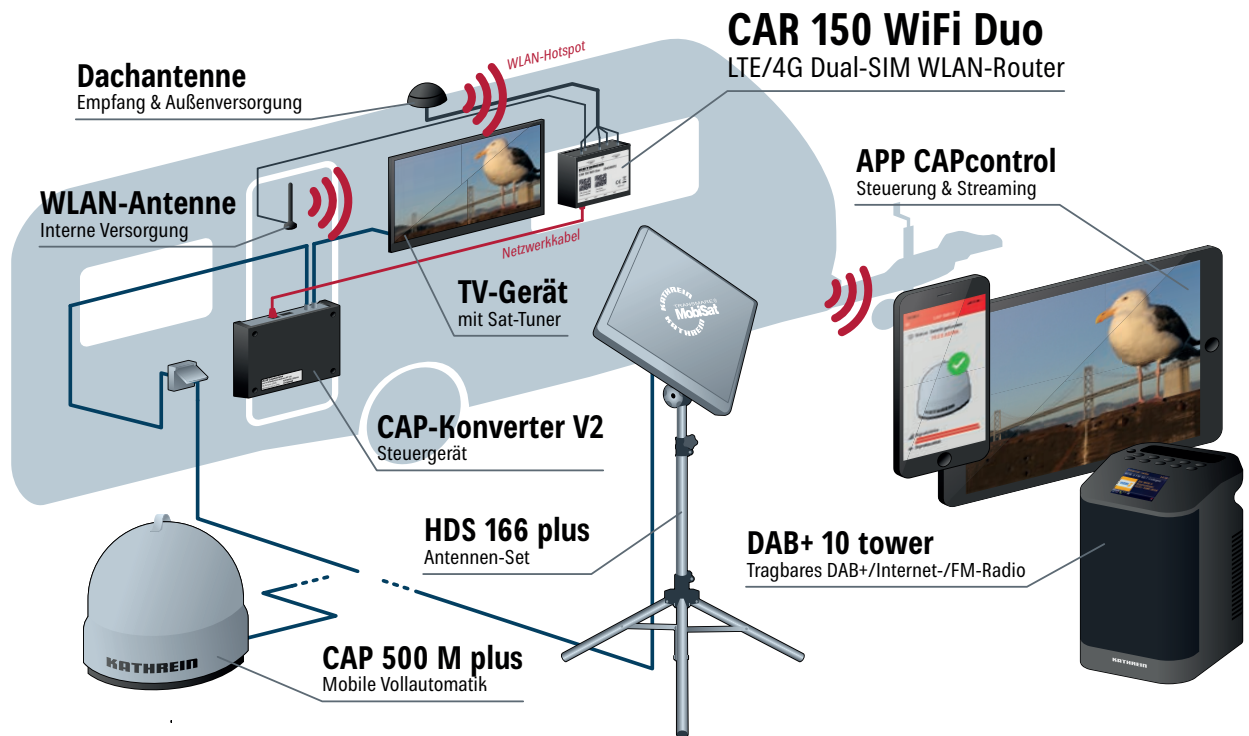 CAR 150 WiFi Duo
LTE/4G Dual-SIM WLAN-Router
WLAN-Hotspot
Dachantenne
Empfang & Außenversorgung
APP CAPcontrol
Steuerung & Streaming
WLAN-Antenne
Interne Versorgung
Netzwerkkabel
TV-Gerät
mit Sat-Tuner
KATHREIN
TRANSPARENT
MobiSat
KATHREIN
CAP-Konverter V2
Steuergerät
HDS 166 plus
Antennen-Set
DAB+ 10 tower
Tragbares DAB+/Internet-/FM-Radio
CAP 500 M plus
Mobile Vollautomatik
KATHREIN
KATHREIN